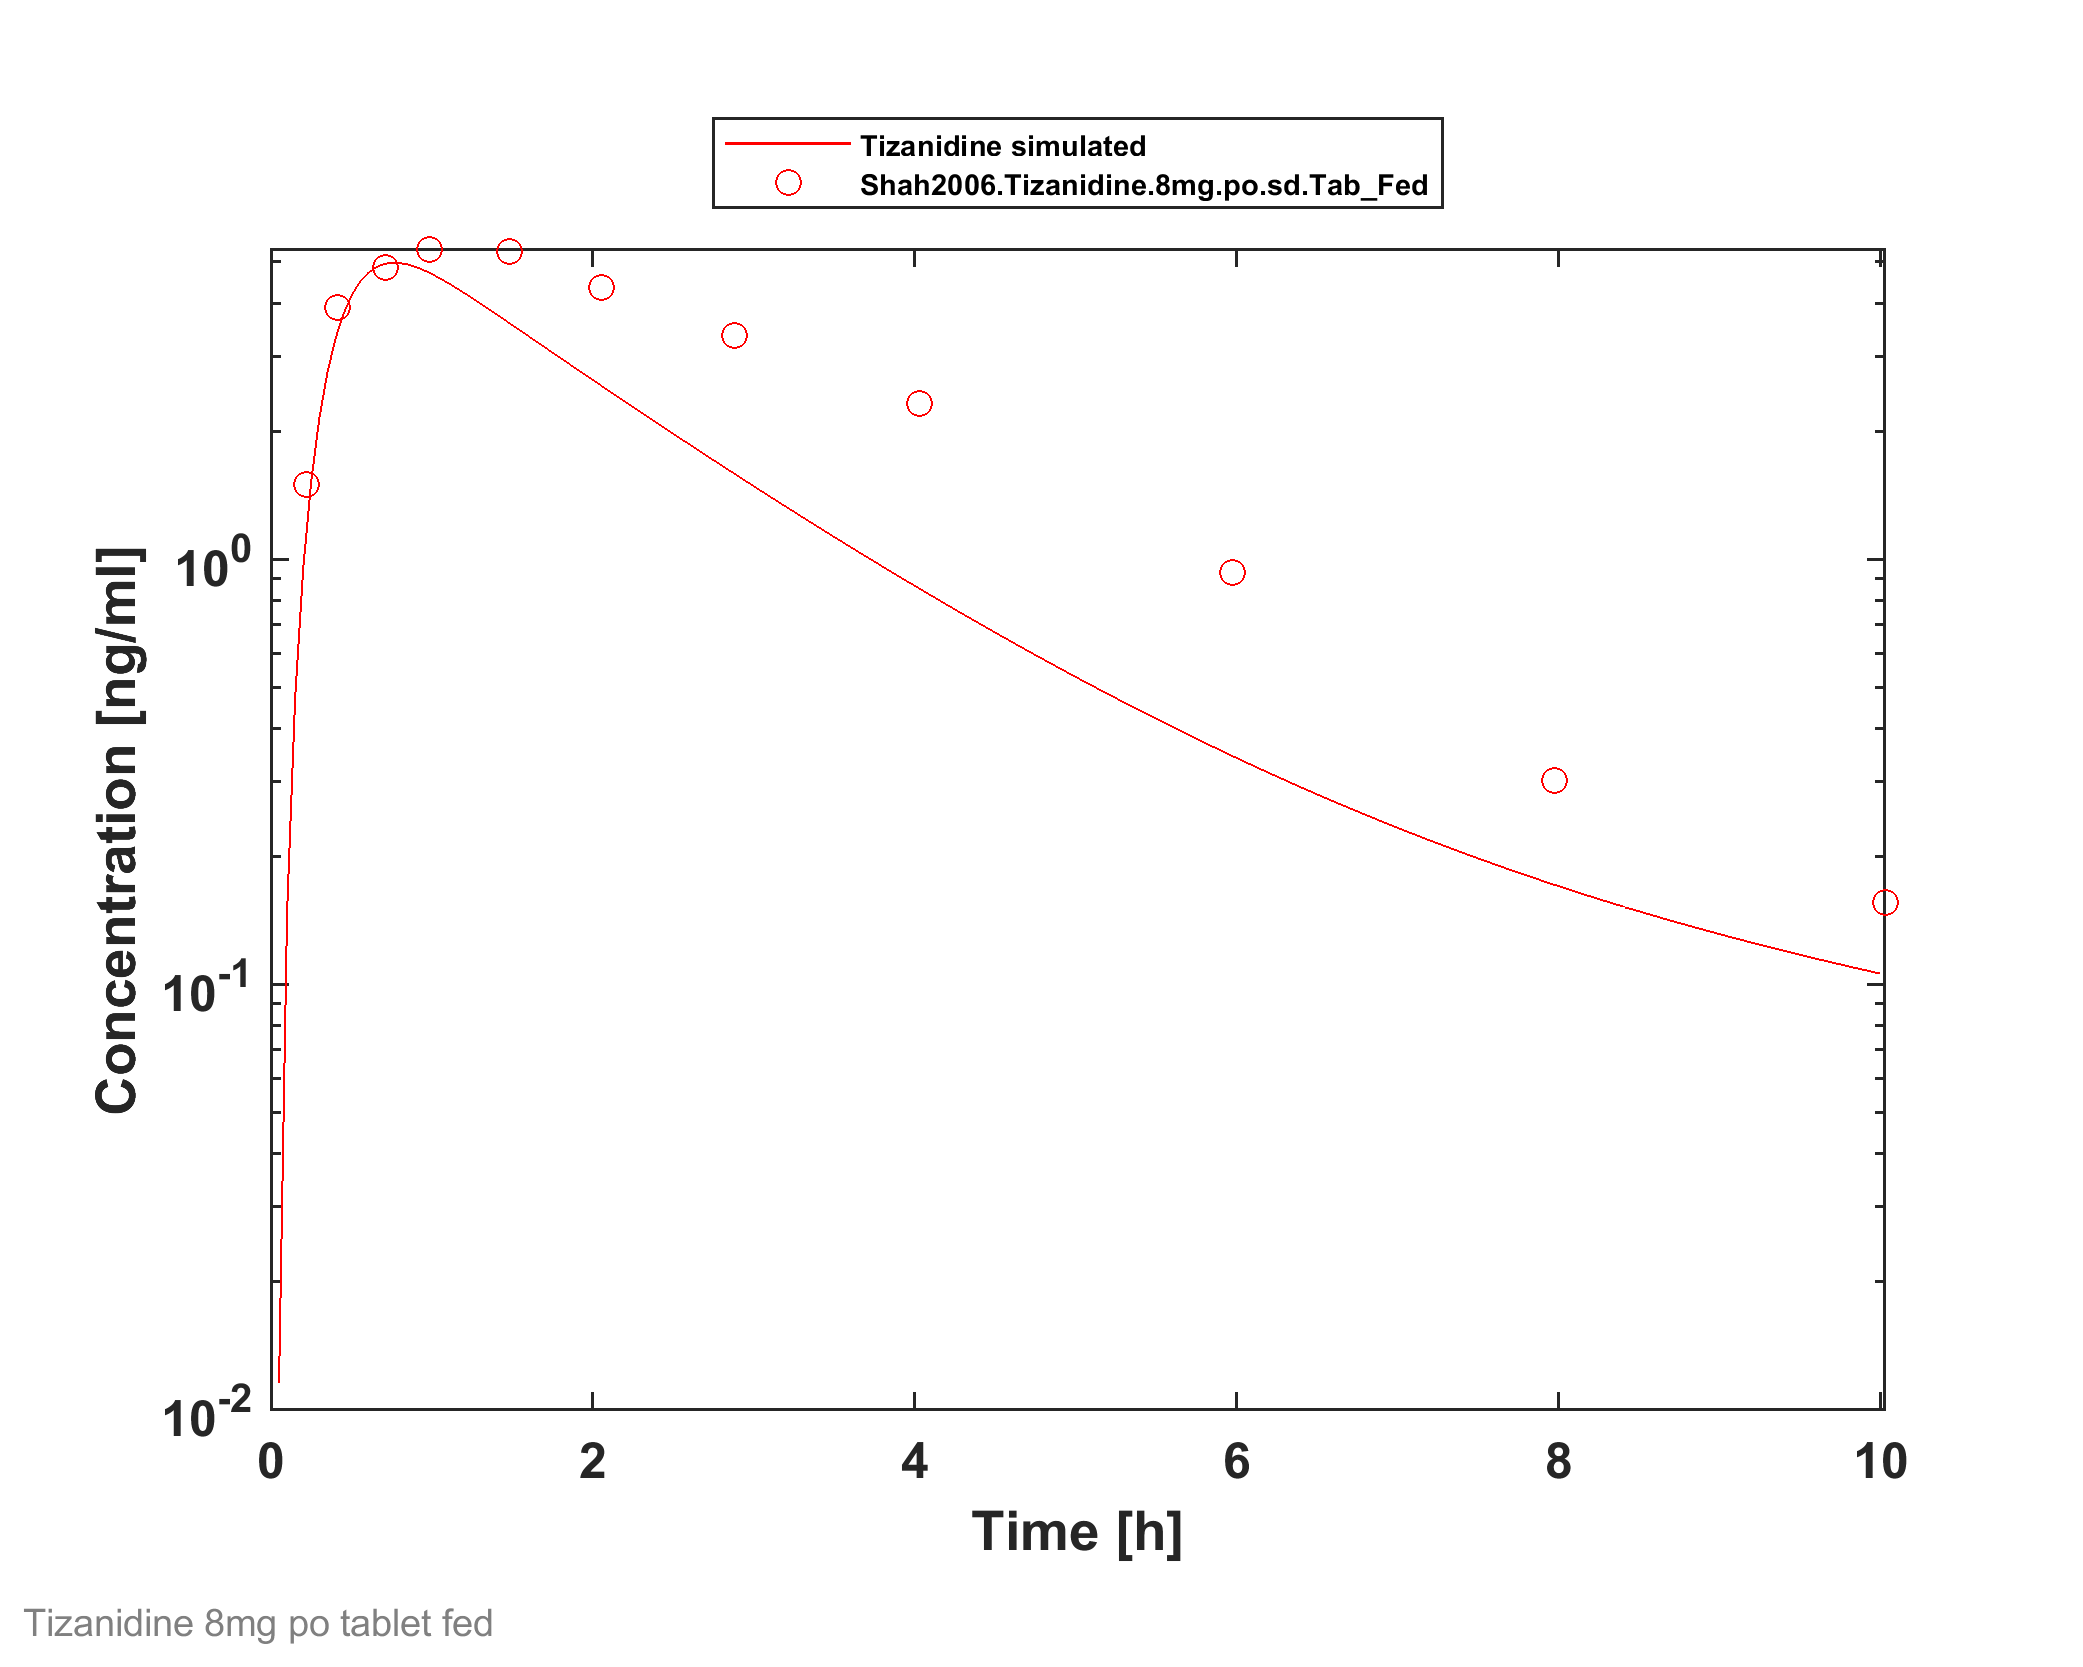 Tizanidine simulated
Shah2006.Tizanidine.8mg.po.sd.Tab_Fed
Concentration [ng/ml]
10^0
10^-1
10^-2
0 2 4 6 8 10
Time [h]
Tizanidine 8mg po tablet fed